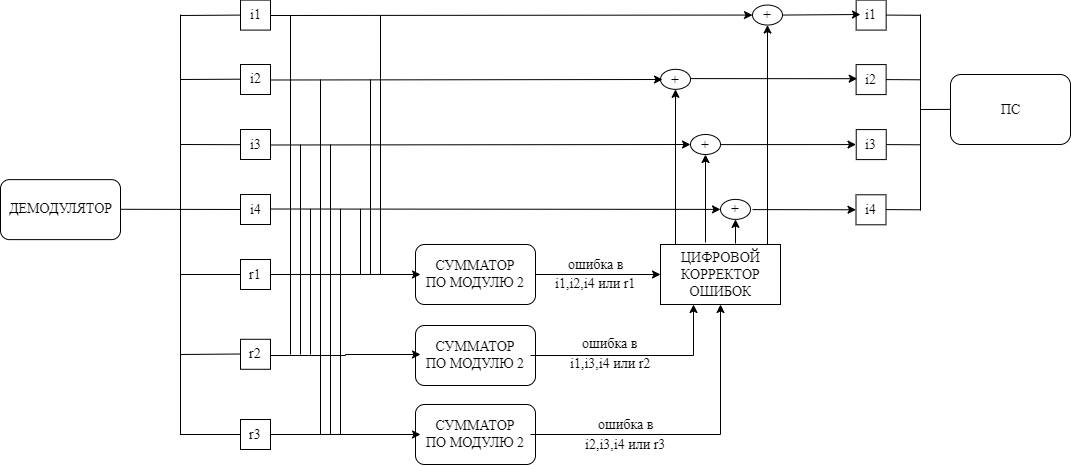 i1
+
i1
i2
+
i2
ПС
i3
+
i3
ДЕМОДУЛЯТОР
i4
+
i4
r1
СУММАТОР
ПО МОДУЛЮ 2
ошибка в
i1,i2,i4 или r1
ЦИФРОВОЙ
КОРРЕКТОР
ОШИБОК
r2
СУММАТОР
ПО МОДУЛЮ 2
ошибка в
i1,i3,i4 или r2
r3
СУММАТОР
ПО МОДУЛЮ 2
ошибка в
i2,i3,i4 или r3